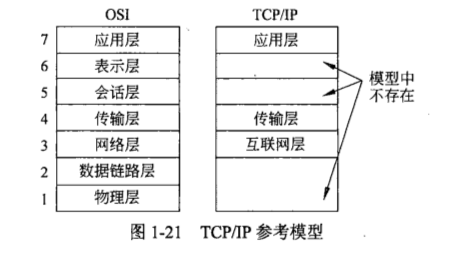 OSI TCP/IP
7 应用层 应用层
6 表示层
5 会话层
模型中
不存在
4 传输层 传输层
3 网络层 互联网层
2 数据链路层
1 物理层
图 1-21 TCP/IP 参考模型